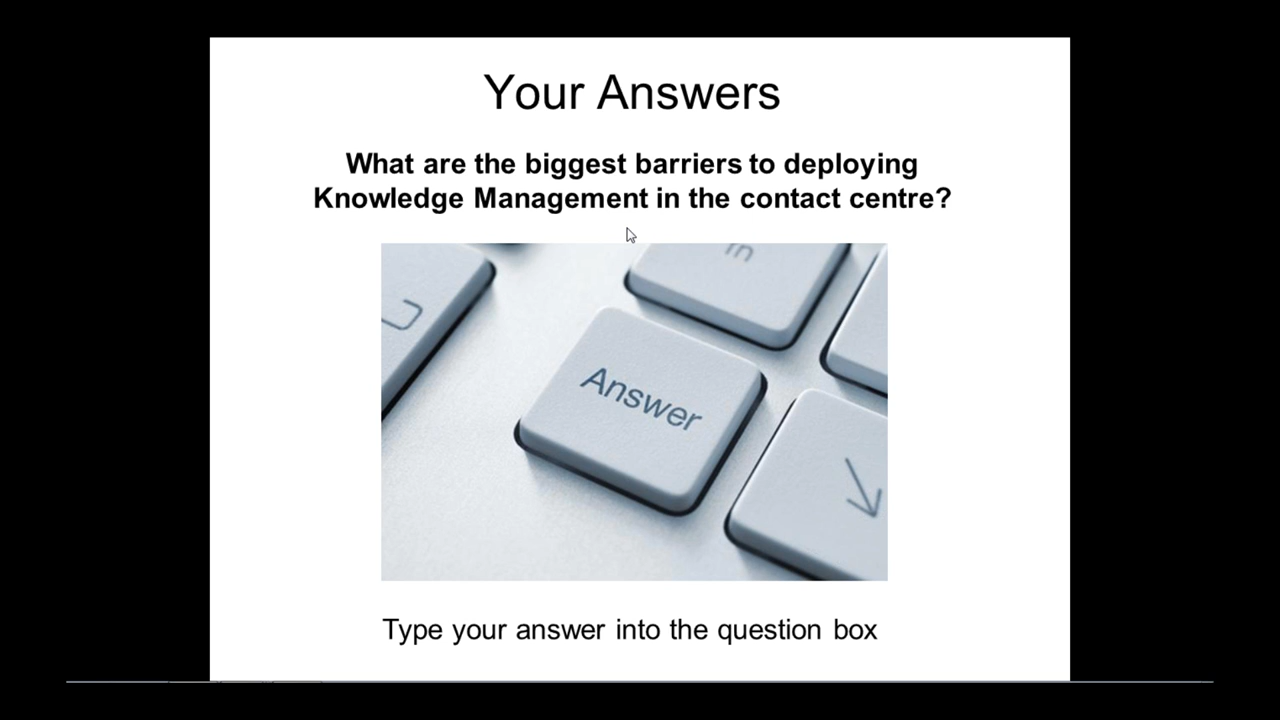 Your Answers
What are the biggest barriers to deploying
Knowledge Management in the contact centre?
in
Answer
Type your answer into the question box